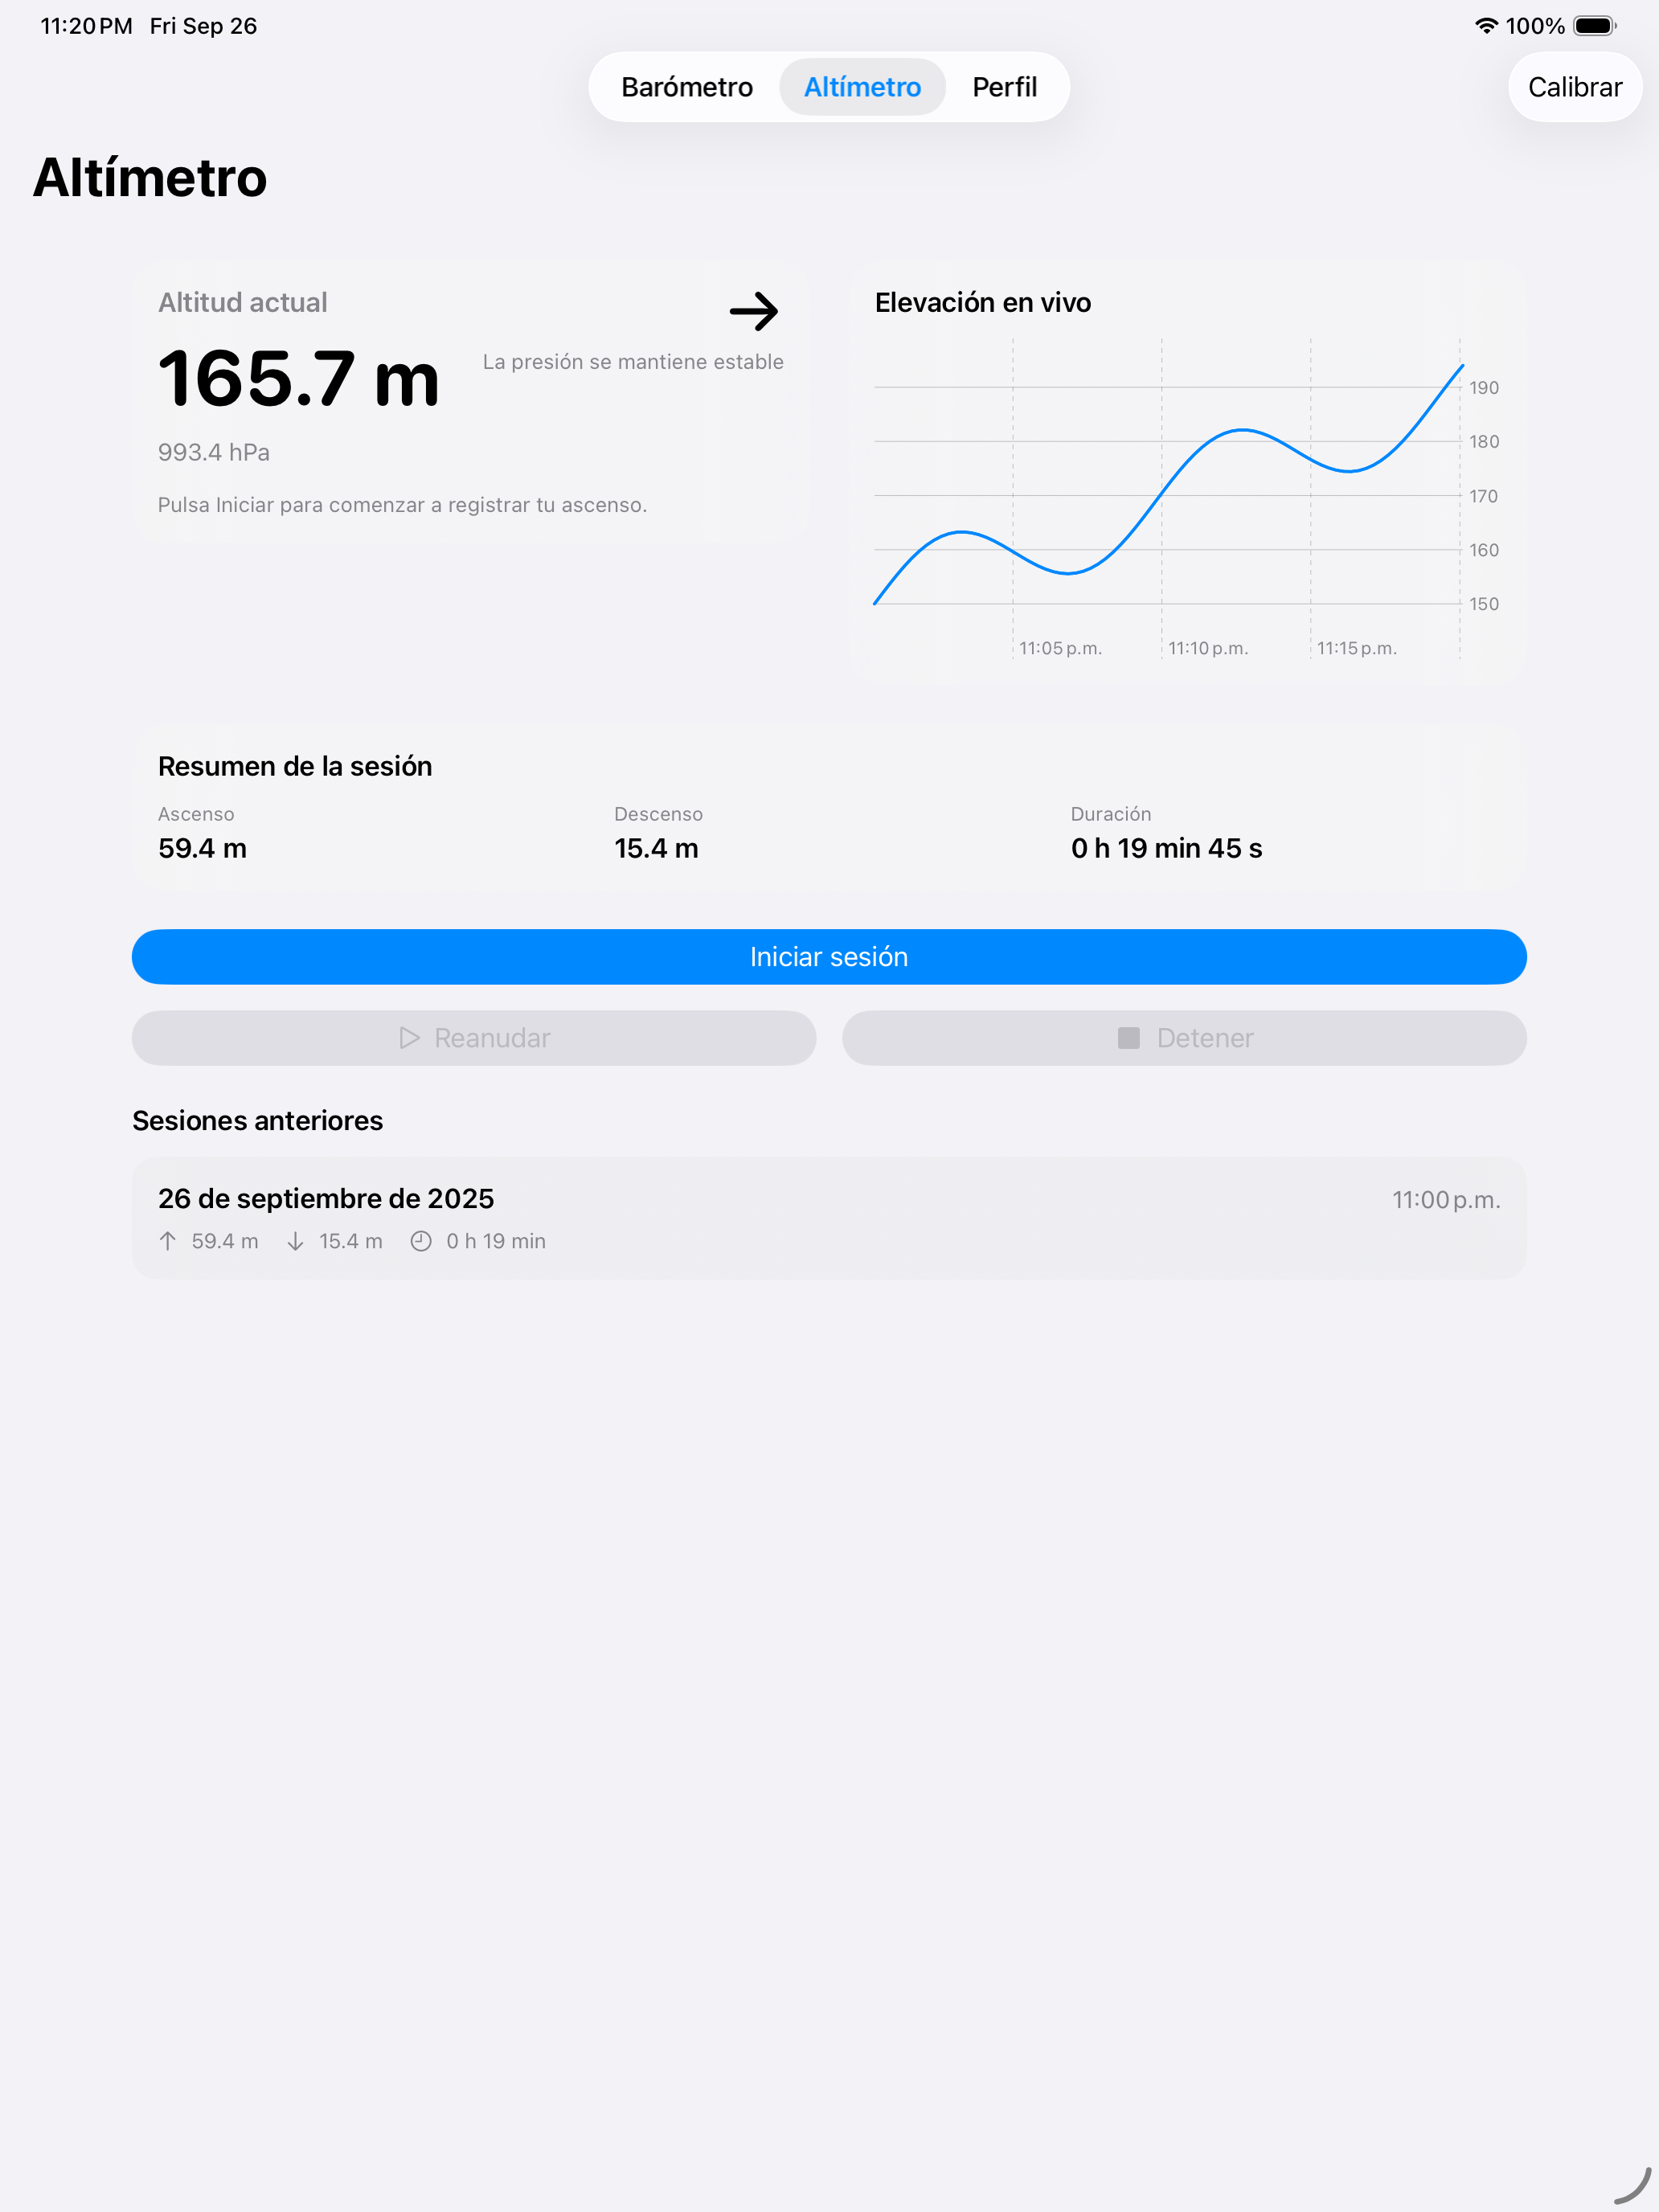 11:20 PM Fri Sep 26
100%
Barómetro Altímetro Perfil
Calibrar
Altímetro
Altitud actual
165.7 m
La presión se mantiene estable
993.4 hPa
Pulsa Iniciar para comenzar a registrar tu ascenso.
Elevación en vivo
190
180
170
160
150
11:05 p.m. 11:10 p.m. 11:15 p.m.
Resumen de la sesión
Ascenso Descenso Duración
59.4 m 15.4 m 0 h 19 min 45 s
Iniciar sesión
Reanudar Detener
Sesiones anteriores
26 de septiembre de 2025 11:00 p.m.
59.4 m 15.4 m 0 h 19 min